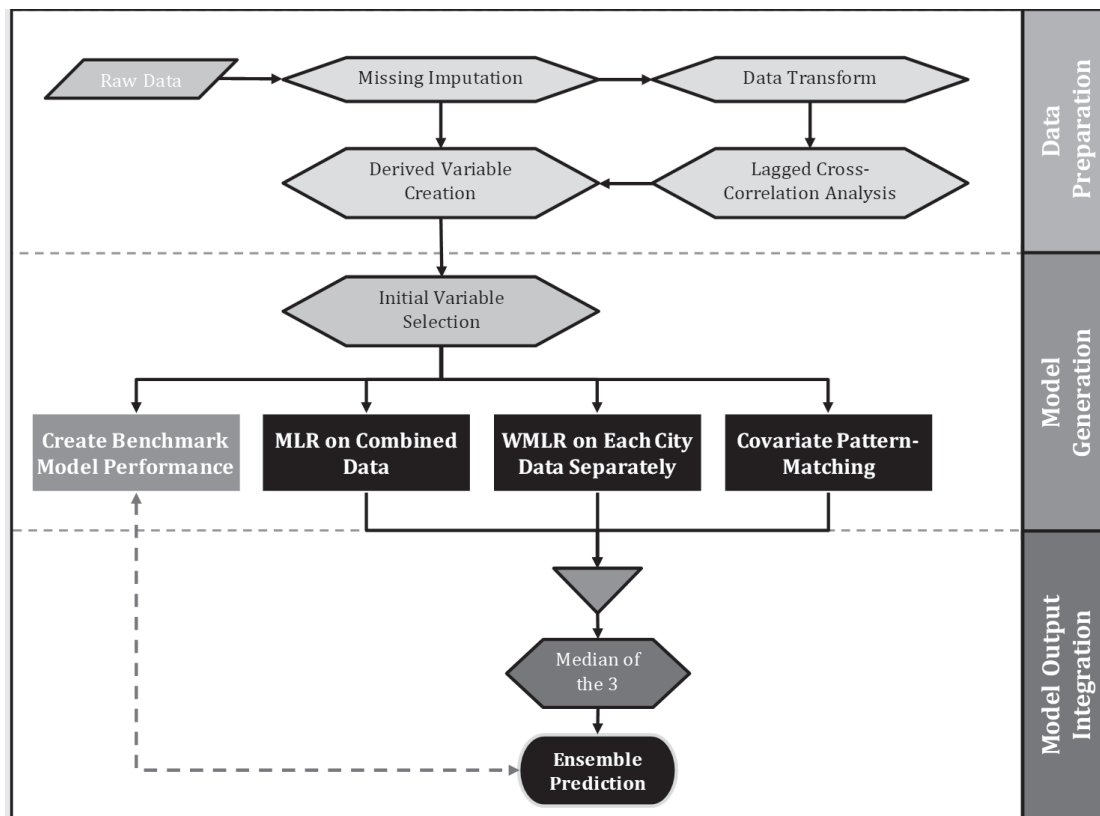 Raw Data
Missing Imputation
Data Transform
Derived Variable
Creation
Lagged Cross-
Correlation Analysis
Data
Preparation
Initial Variable
Selection
Create Benchmark
Model Performance
MLR on Combined
Data
WMLR on Each City
Data Separately
Covariate Pattern-
Matching
Model
Generation
Median of
the 3
Ensemble
Prediction
Model Output
Integration